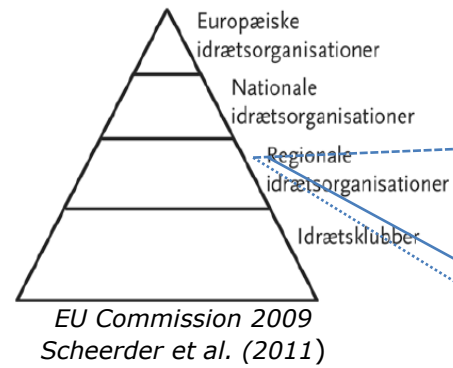 Europæiske
idrætsorganisationer
Nationale
idrætsorganisationer
Regionale
idrætsorganisationer
Idrætsklubber
EU Commission 2009
Scheerder et al. (2011)